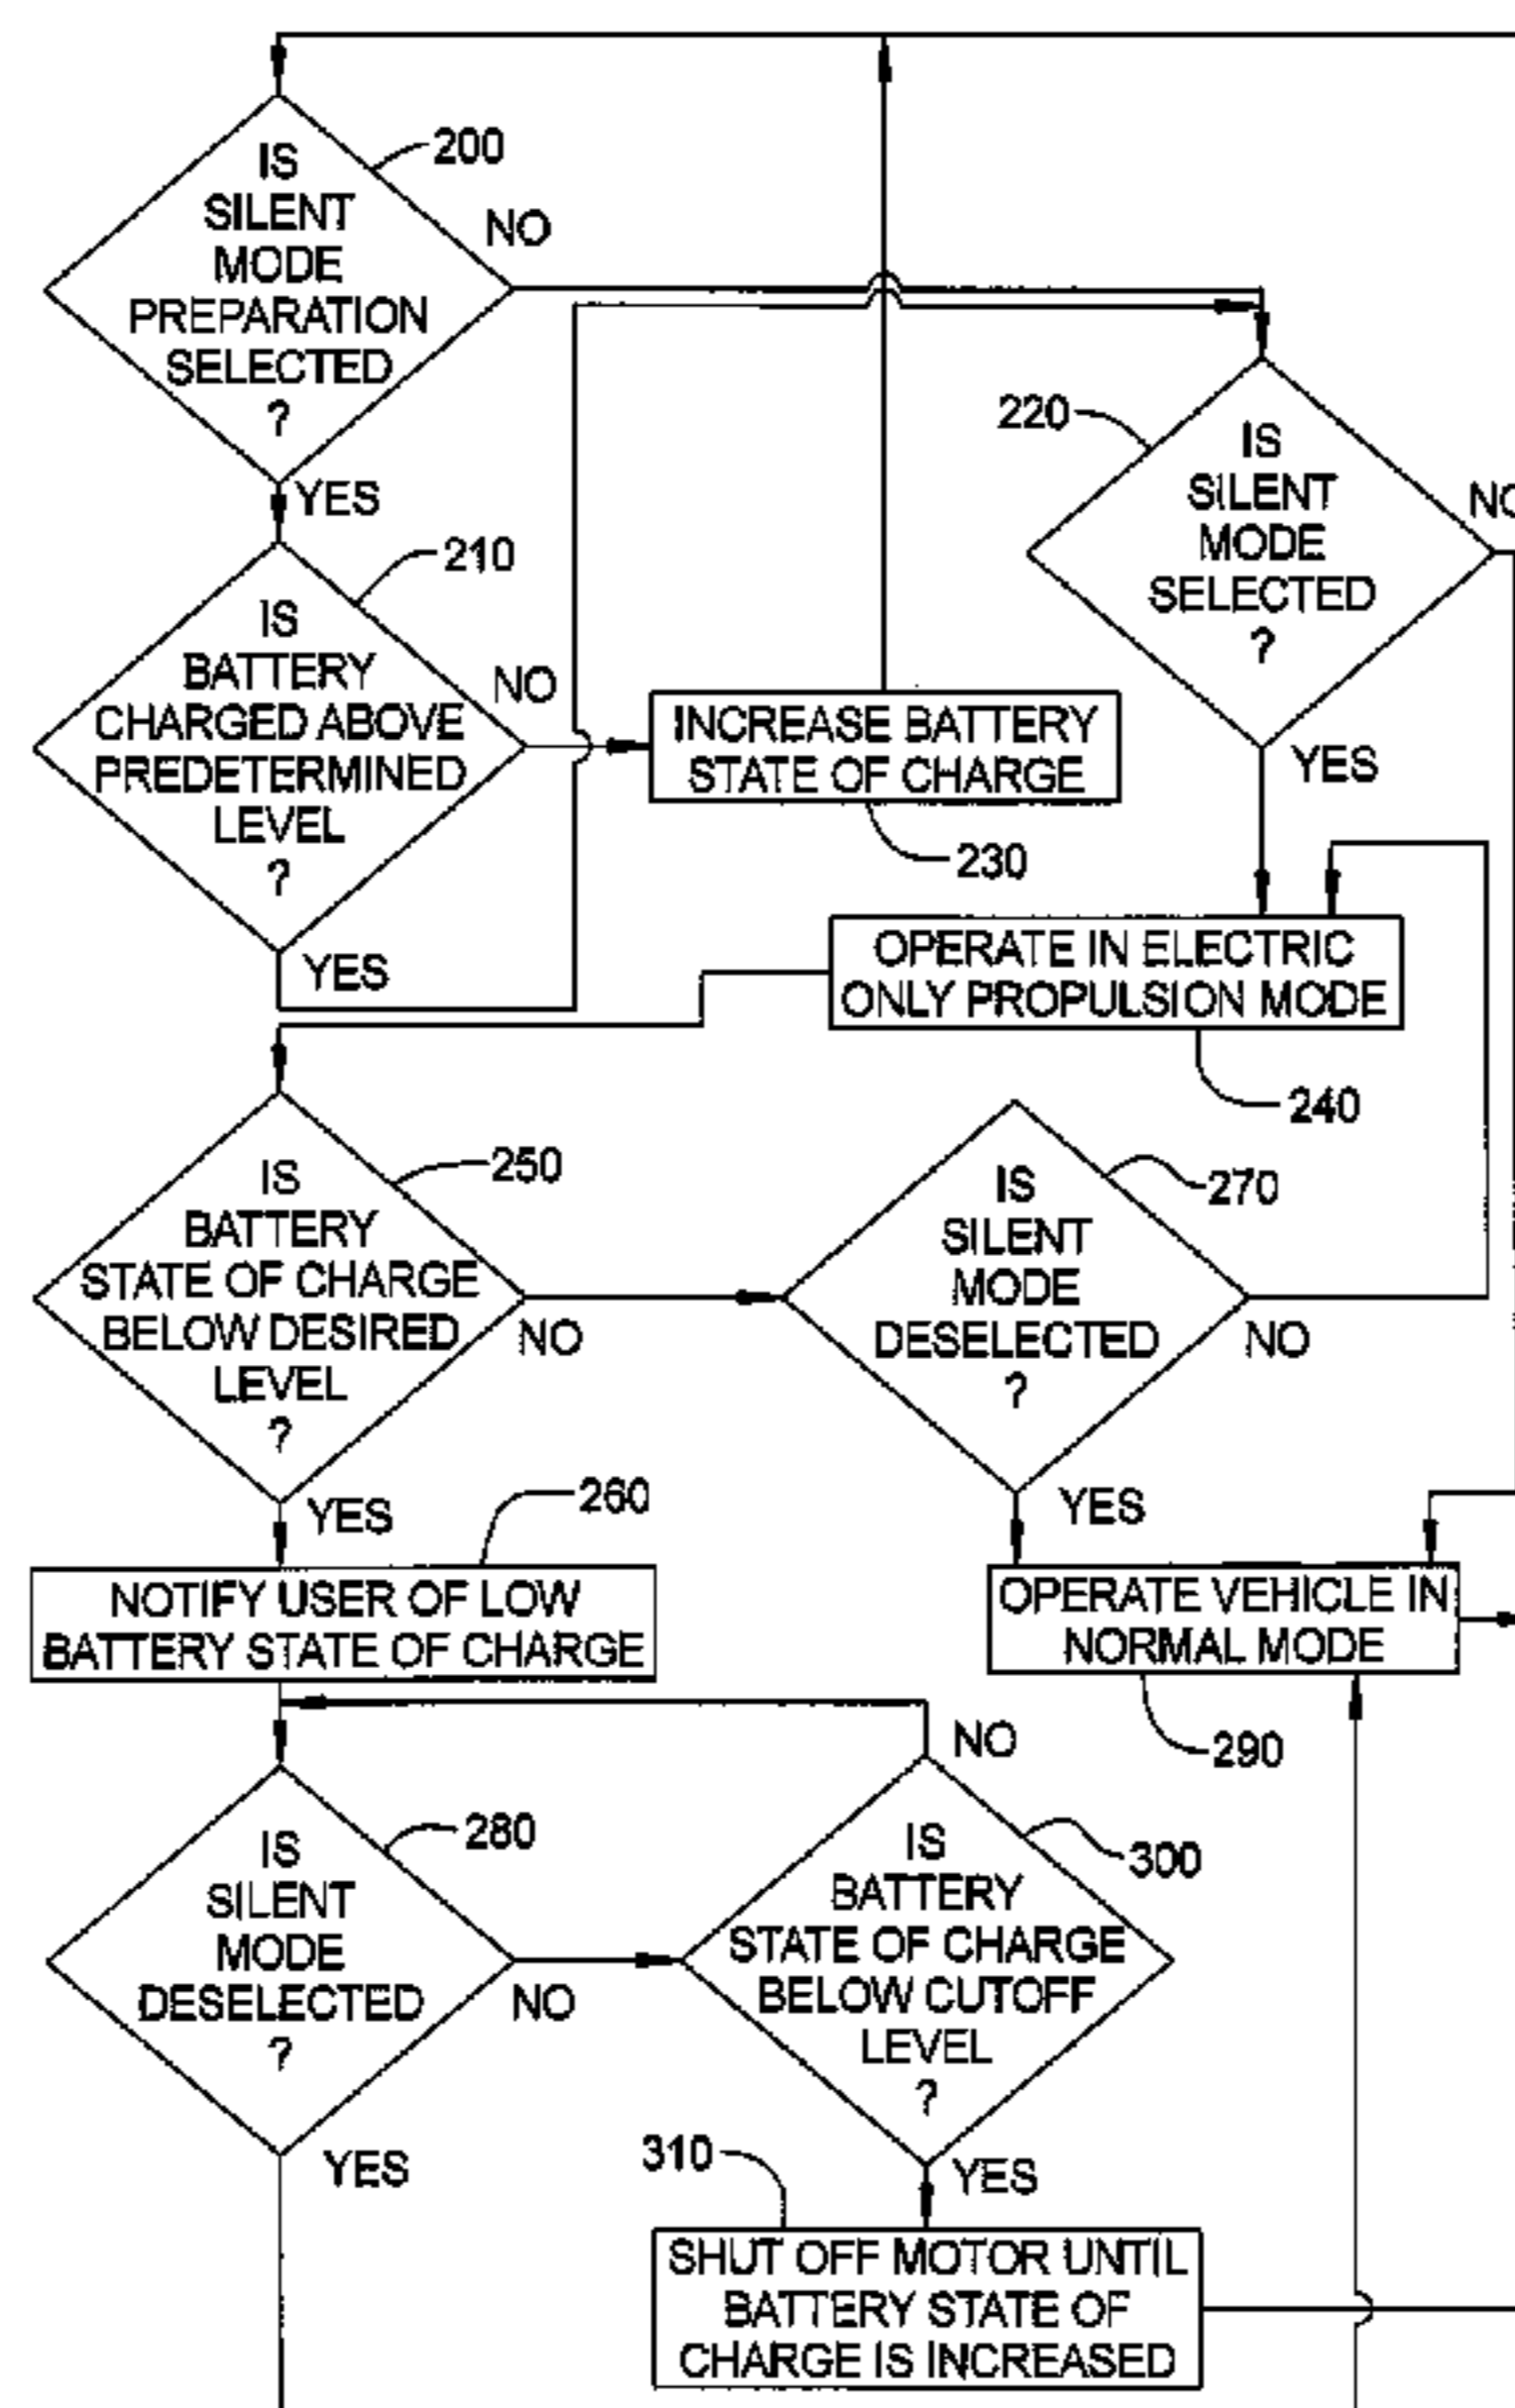 200
IS
SILENT
MODE
PREPARATION
SELECTED
?
NO
YES
220
IS
SILENT
MODE
SELECTED
?
NO
YES
210
IS
BATTERY
CHARGED ABOVE
PREDETERMINED
LEVEL
?
NO
YES
INCREASE BATTERY
STATE OF CHARGE
230
OPERATE IN ELECTRIC
ONLY PROPULSION MODE
240
250
IS
BATTERY
STATE OF CHARGE
BELOW DESIRED
LEVEL
?
NO
YES
270
IS
SILENT
MODE
DESELECTED
?
NO
YES
260
NOTIFY USER OF LOW
BATTERY STATE OF CHARGE
OPERATE VEHICLE IN
NORMAL MODE
290
280
IS
SILENT
MODE
DESELECTED
?
NO
YES
NO
300
IS
BATTERY
STATE OF CHARGE
BELOW CUTOFF
LEVEL
?
YES
310
SHUT OFF MOTOR UNTIL
BATTERY STATE OF
CHARGE IS INCREASED